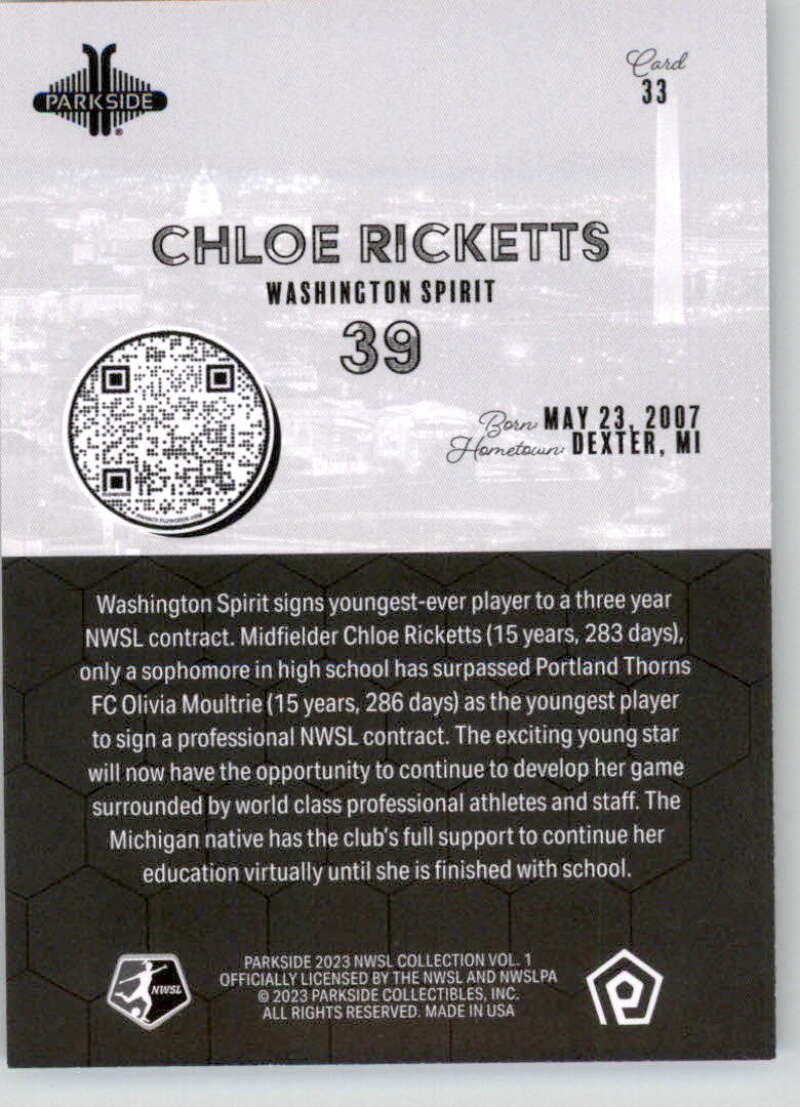 PARKSIDE
®
Card
33
CHLOE RICKETTS
WASHINGTON SPIRIT
39
Born MAY 23, 2007
Hometown DEXTER, MI
Washington Spirit signs youngest-ever player to a three year
NWSL contract. Midfielder Chloe Ricketts (15 years, 283 days),
only a sophomore in high school has surpassed Portland Thorns
FC Olivia Moultrie (15 years, 286 days) as the youngest player
to sign a professional NWSL contract. The exciting young star
will now have the opportunity to continue to develop her game
surrounded by world class professional athletes and staff. The
Michigan native has the club's full support to continue her
education virtually until she is finished with school.
NWSL
PARKSIDE 2023 NWSL COLLECTION VOL. 1
OFFICIALLY LICENSED BY THE NWSL AND NWSLPA
© 2023 PARKSIDE COLLECTIBLES, INC.
ALL RIGHTS RESERVED. MADE IN USA